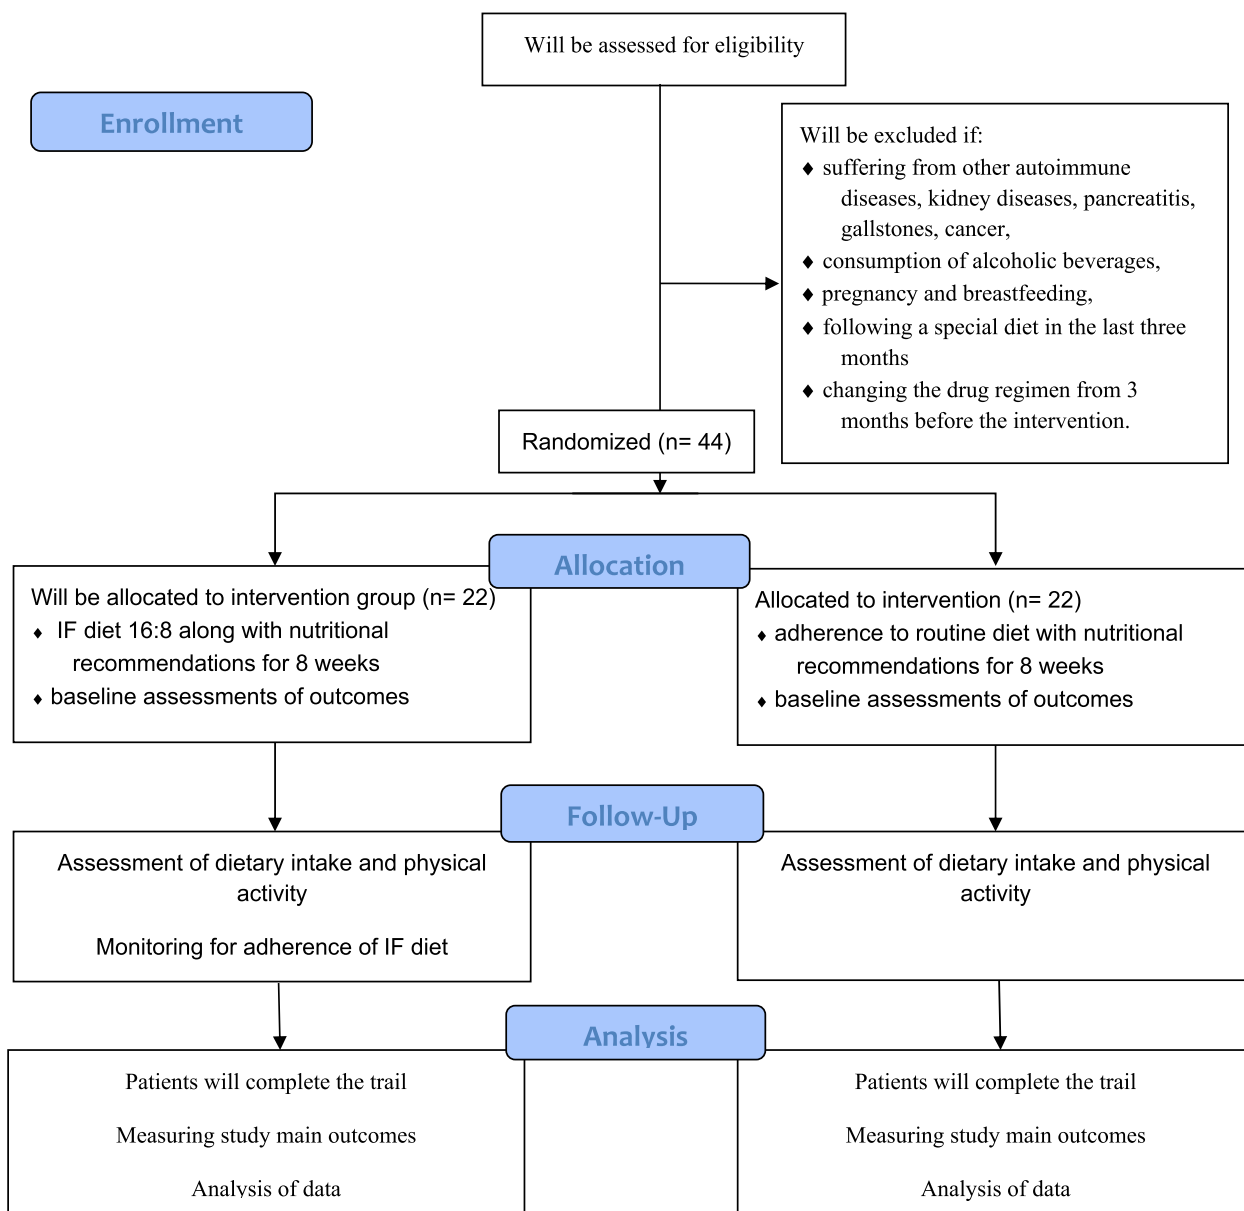 Will be assessed for eligibility
Enrollment
Will be excluded if:
♦ suffering from other autoimmune
diseases, kidney diseases, pancreatitis,
gallstones, cancer,
♦ consumption of alcoholic beverages,
♦ pregnancy and breastfeeding,
♦ following a special diet in the last three
months
♦ changing the drug regimen from 3
months before the intervention.
Randomized (n= 44)
Allocation
Will be allocated to intervention group (n= 22)
♦ IF diet 16:8 along with nutritional
recommendations for 8 weeks
♦ baseline assessments of outcomes
Allocated to intervention (n= 22)
♦ adherence to routine diet with nutritional
recommendations for 8 weeks
♦ baseline assessments of outcomes
Follow-Up
Assessment of dietary intake and physical
activity
Monitoring for adherence of IF diet
Assessment of dietary intake and physical
activity
Analysis
Patients will complete the trail
Measuring study main outcomes
Analysis of data
Patients will complete the trail
Measuring study main outcomes
Analysis of data